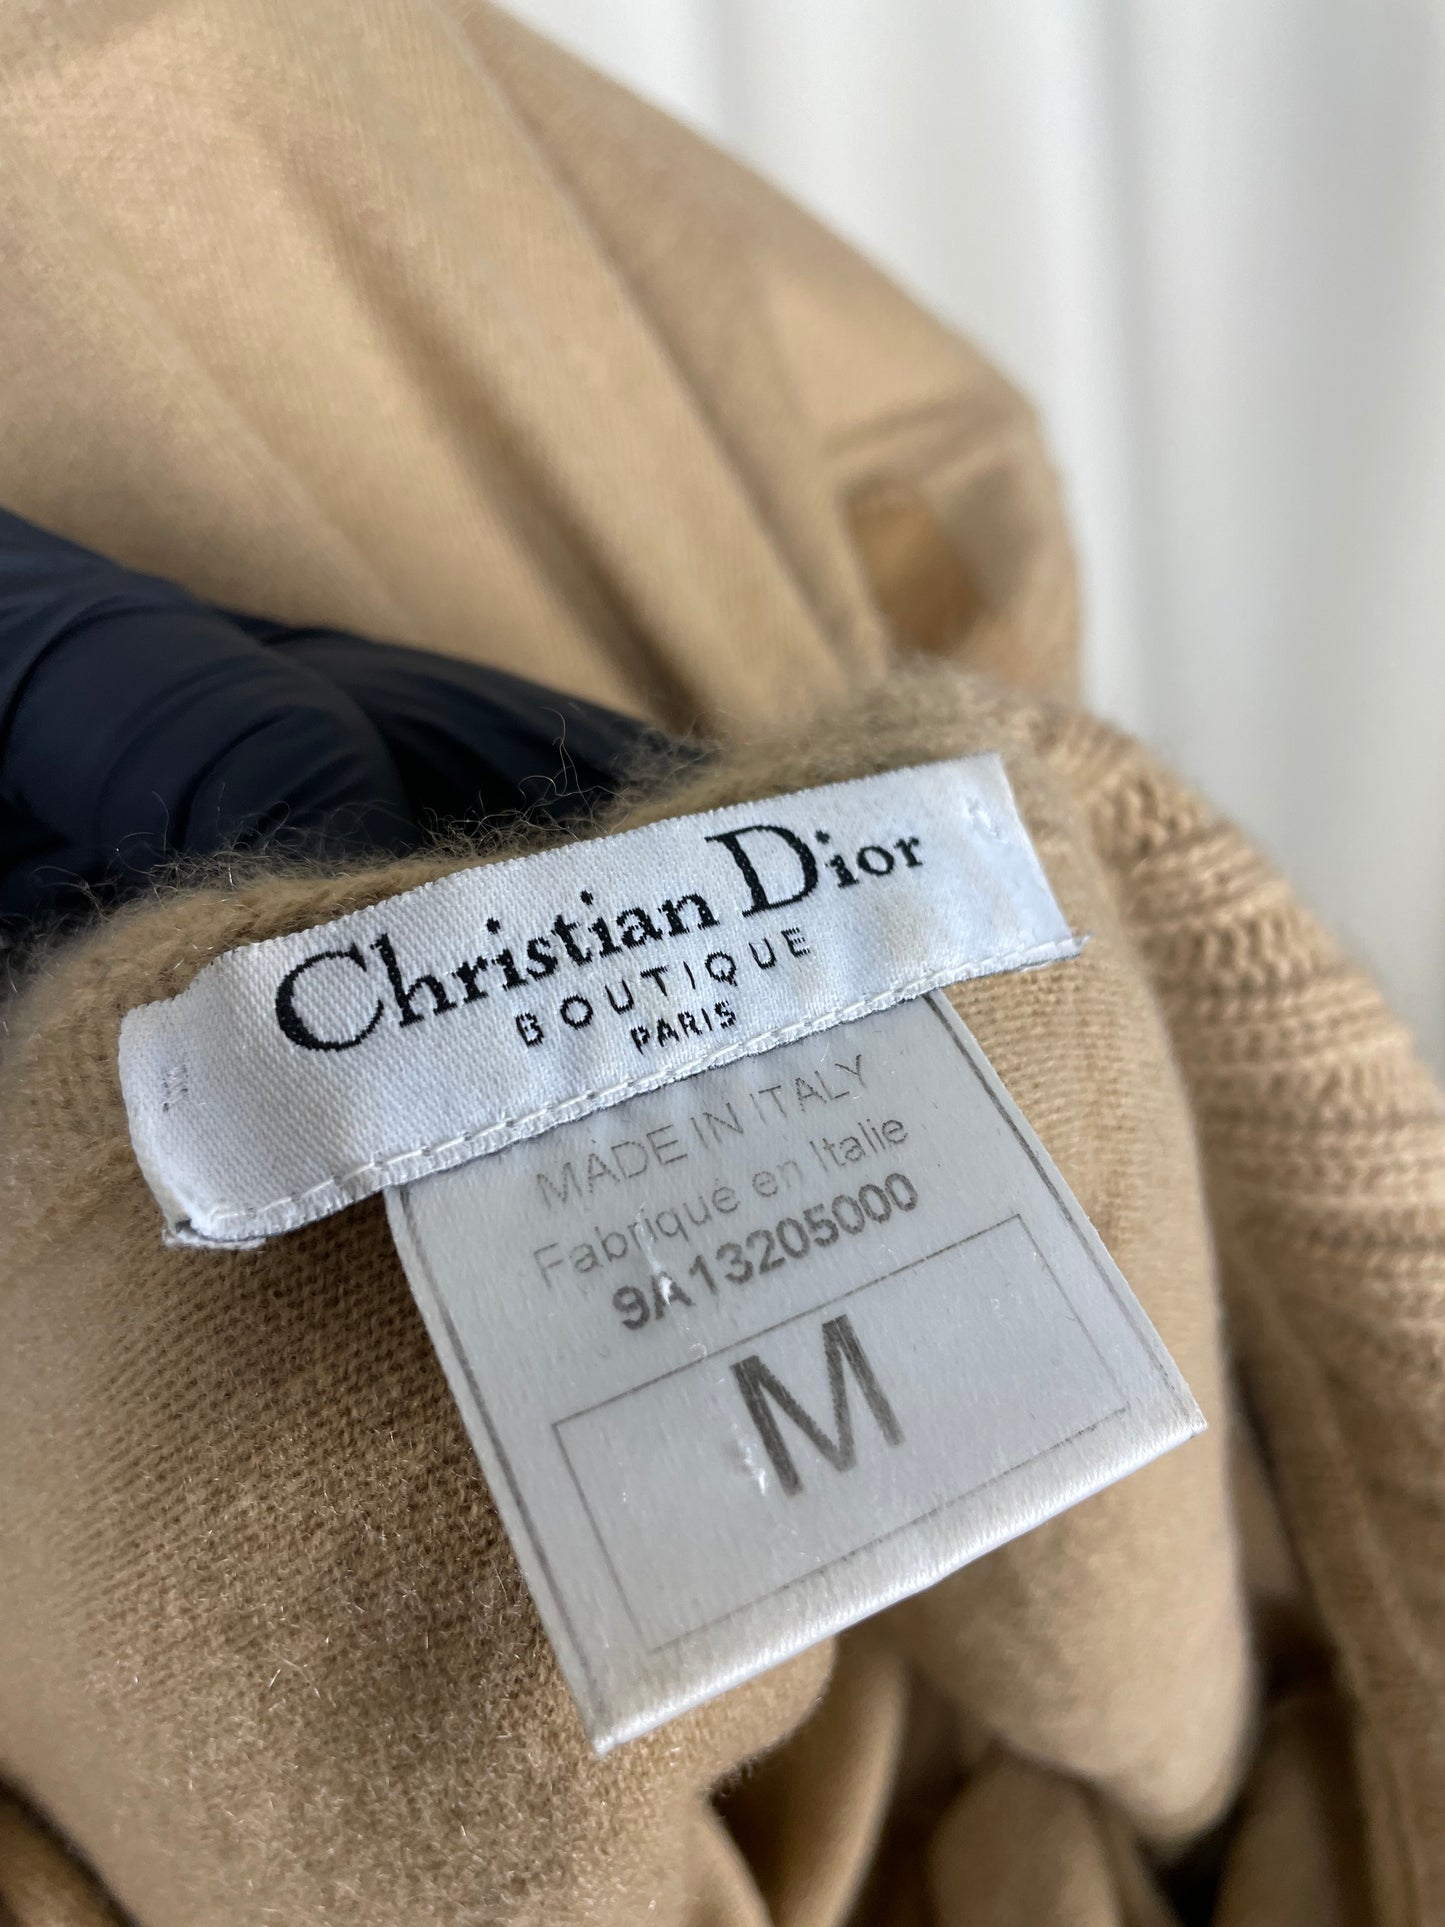 Christian Dior
BOUTIQUE
PARIS
MADE IN ITALY
Fabriqué en Italie
9A13205000
M